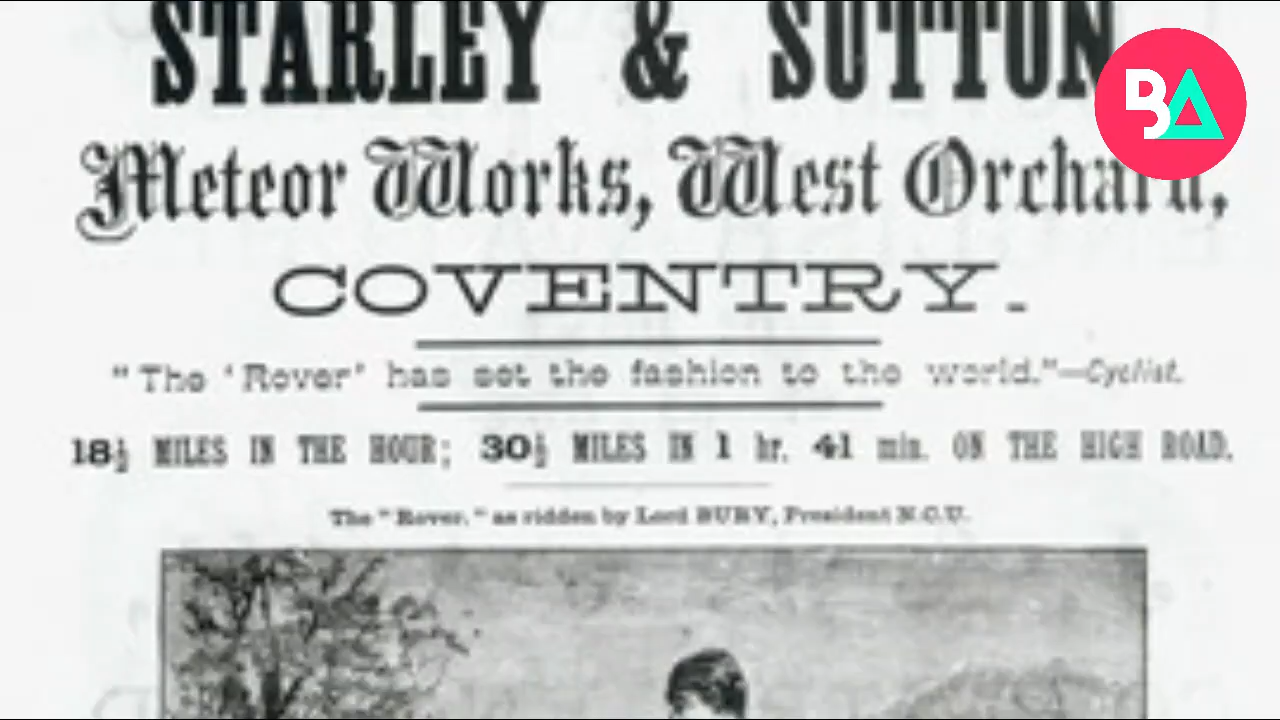 STARLEY & SUTTON
BA
Meteor Works, West Orchard,
COVENTRY.
"The 'Rover' has set the fashion to the world."—Cyclist.
18½ MILES IN THE HOUR; 30½ MILES IN 1 hr. 41 min. ON THE HIGH ROAD.
The "Rover," as ridden by Lord BURY, President N.C.U.